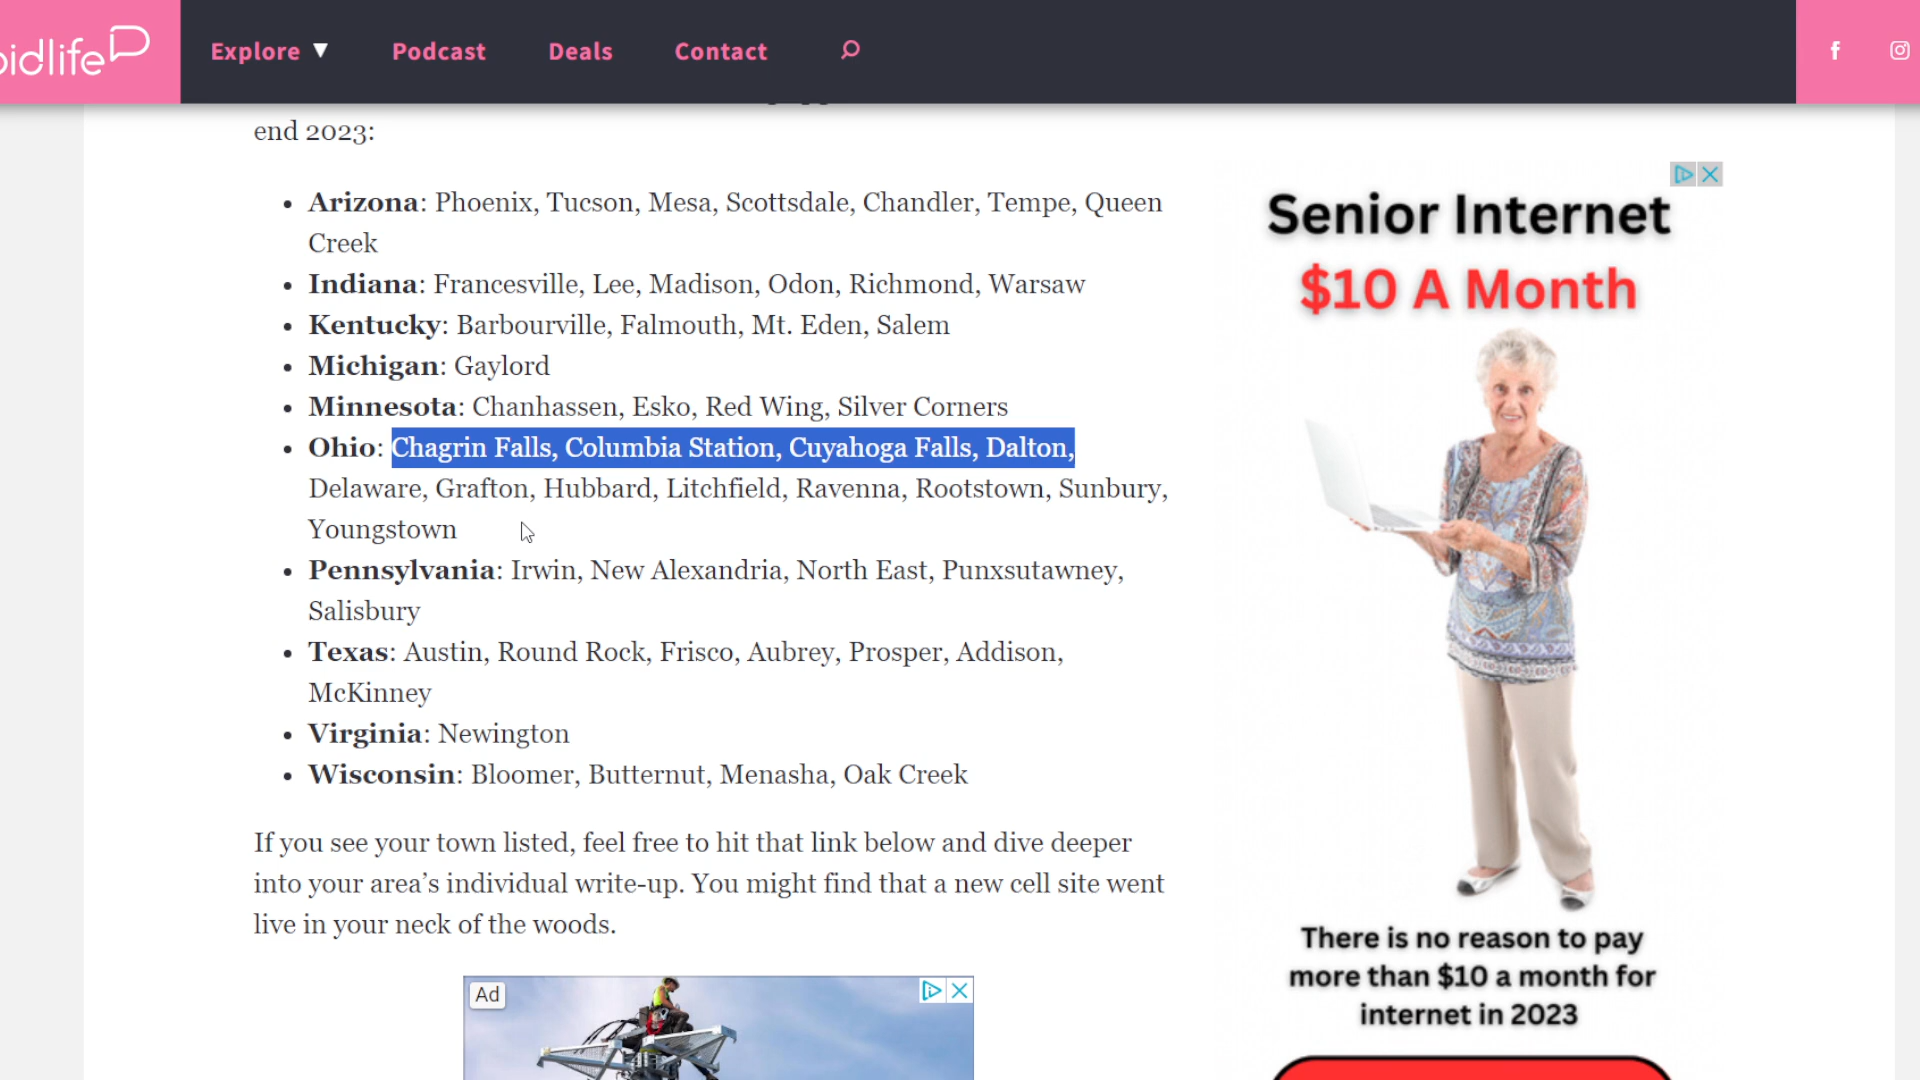 idlife
Explore ▼
Podcast
Deals
Contact
end 2023:
• Arizona: Phoenix, Tucson, Mesa, Scottsdale, Chandler, Tempe, Queen
Creek
• Indiana: Francesville, Lee, Madison, Odon, Richmond, Warsaw
• Kentucky: Barbourville, Falmouth, Mt. Eden, Salem
• Michigan: Gaylord
• Minnesota: Chanhassen, Esko, Red Wing, Silver Corners
• Ohio: Chagrin Falls, Columbia Station, Cuyahoga Falls, Dalton,
Delaware, Grafton, Hubbard, Litchfield, Ravenna, Rootstown, Sunbury,
Youngstown
• Pennsylvania: Irwin, New Alexandria, North East, Punxsutawney,
Salisbury
• Texas: Austin, Round Rock, Frisco, Aubrey, Prosper, Addison,
McKinney
• Virginia: Newington
• Wisconsin: Bloomer, Butternut, Menasha, Oak Creek
If you see your town listed, feel free to hit that link below and dive deeper
into your area’s individual write-up. You might find that a new cell site went
live in your neck of the woods.
Ad
Senior Internet
$10 A Month
There is no reason to pay
more than $10 a month for
internet in 2023